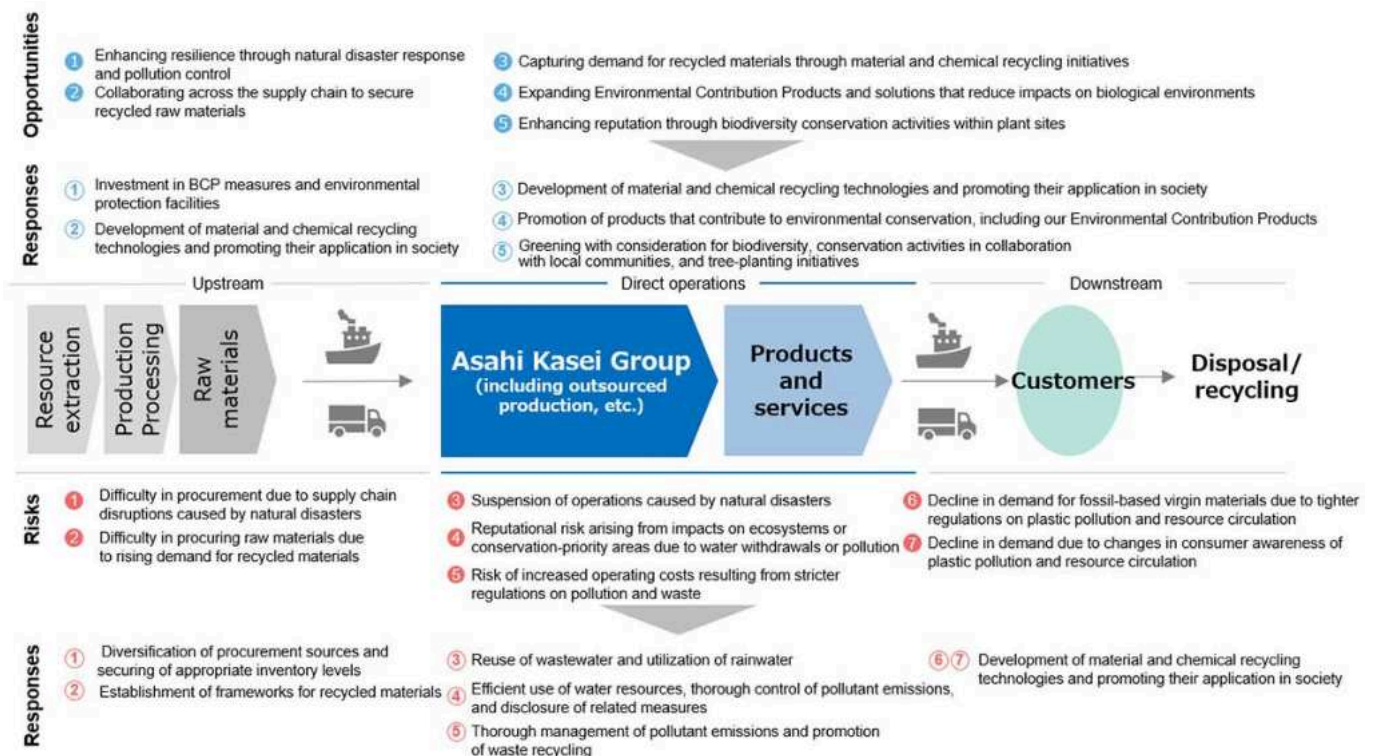 Opportunities
❶ Enhancing resilience through natural disaster response
and pollution control
❷ Collaborating across the supply chain to secure
recycled raw materials
❸ Capturing demand for recycled materials through material and chemical recycling initiatives
❹ Expanding Environmental Contribution Products and solutions that reduce impacts on biological environments
❺ Enhancing reputation through biodiversity conservation activities within plant sites
Responses
① Investment in BCP measures and environmental
protection facilities
② Development of material and chemical recycling
technologies and promoting their application in society
③ Development of material and chemical recycling technologies and promoting their application in society
④ Promotion of products that contribute to environmental conservation, including our Environmental Contribution Products
⑤ Greening with consideration for biodiversity, conservation activities in collaboration
with local communities, and tree-planting initiatives
Upstream
Direct operations
Downstream
Resource
extraction
Production
Processing
Raw
materials
Asahi Kasei Group
(including outsourced
production, etc.)
Products
and
services
Customers
Disposal/
recycling
Risks
❶ Difficulty in procurement due to supply chain
disruptions caused by natural disasters
❷ Difficulty in procuring raw materials due
to rising demand for recycled materials
❸ Suspension of operations caused by natural disasters
❹ Reputational risk arising from impacts on ecosystems or
conservation-priority areas due to water withdrawals or pollution
❺ Risk of increased operating costs resulting from stricter
regulations on pollution and waste
❻ Decline in demand for fossil-based virgin materials due to tighter
regulations on plastic pollution and resource circulation
❼ Decline in demand due to changes in consumer awareness of
plastic pollution and resource circulation
Responses
① Diversification of procurement sources and
securing of appropriate inventory levels
② Establishment of frameworks for recycled materials
③ Reuse of wastewater and utilization of rainwater
④ Efficient use of water resources, thorough control of pollutant emissions,
and disclosure of related measures
⑤ Thorough management of pollutant emissions and promotion
of waste recycling
⑥⑦ Development of material and chemical recycling
technologies and promoting their application in society